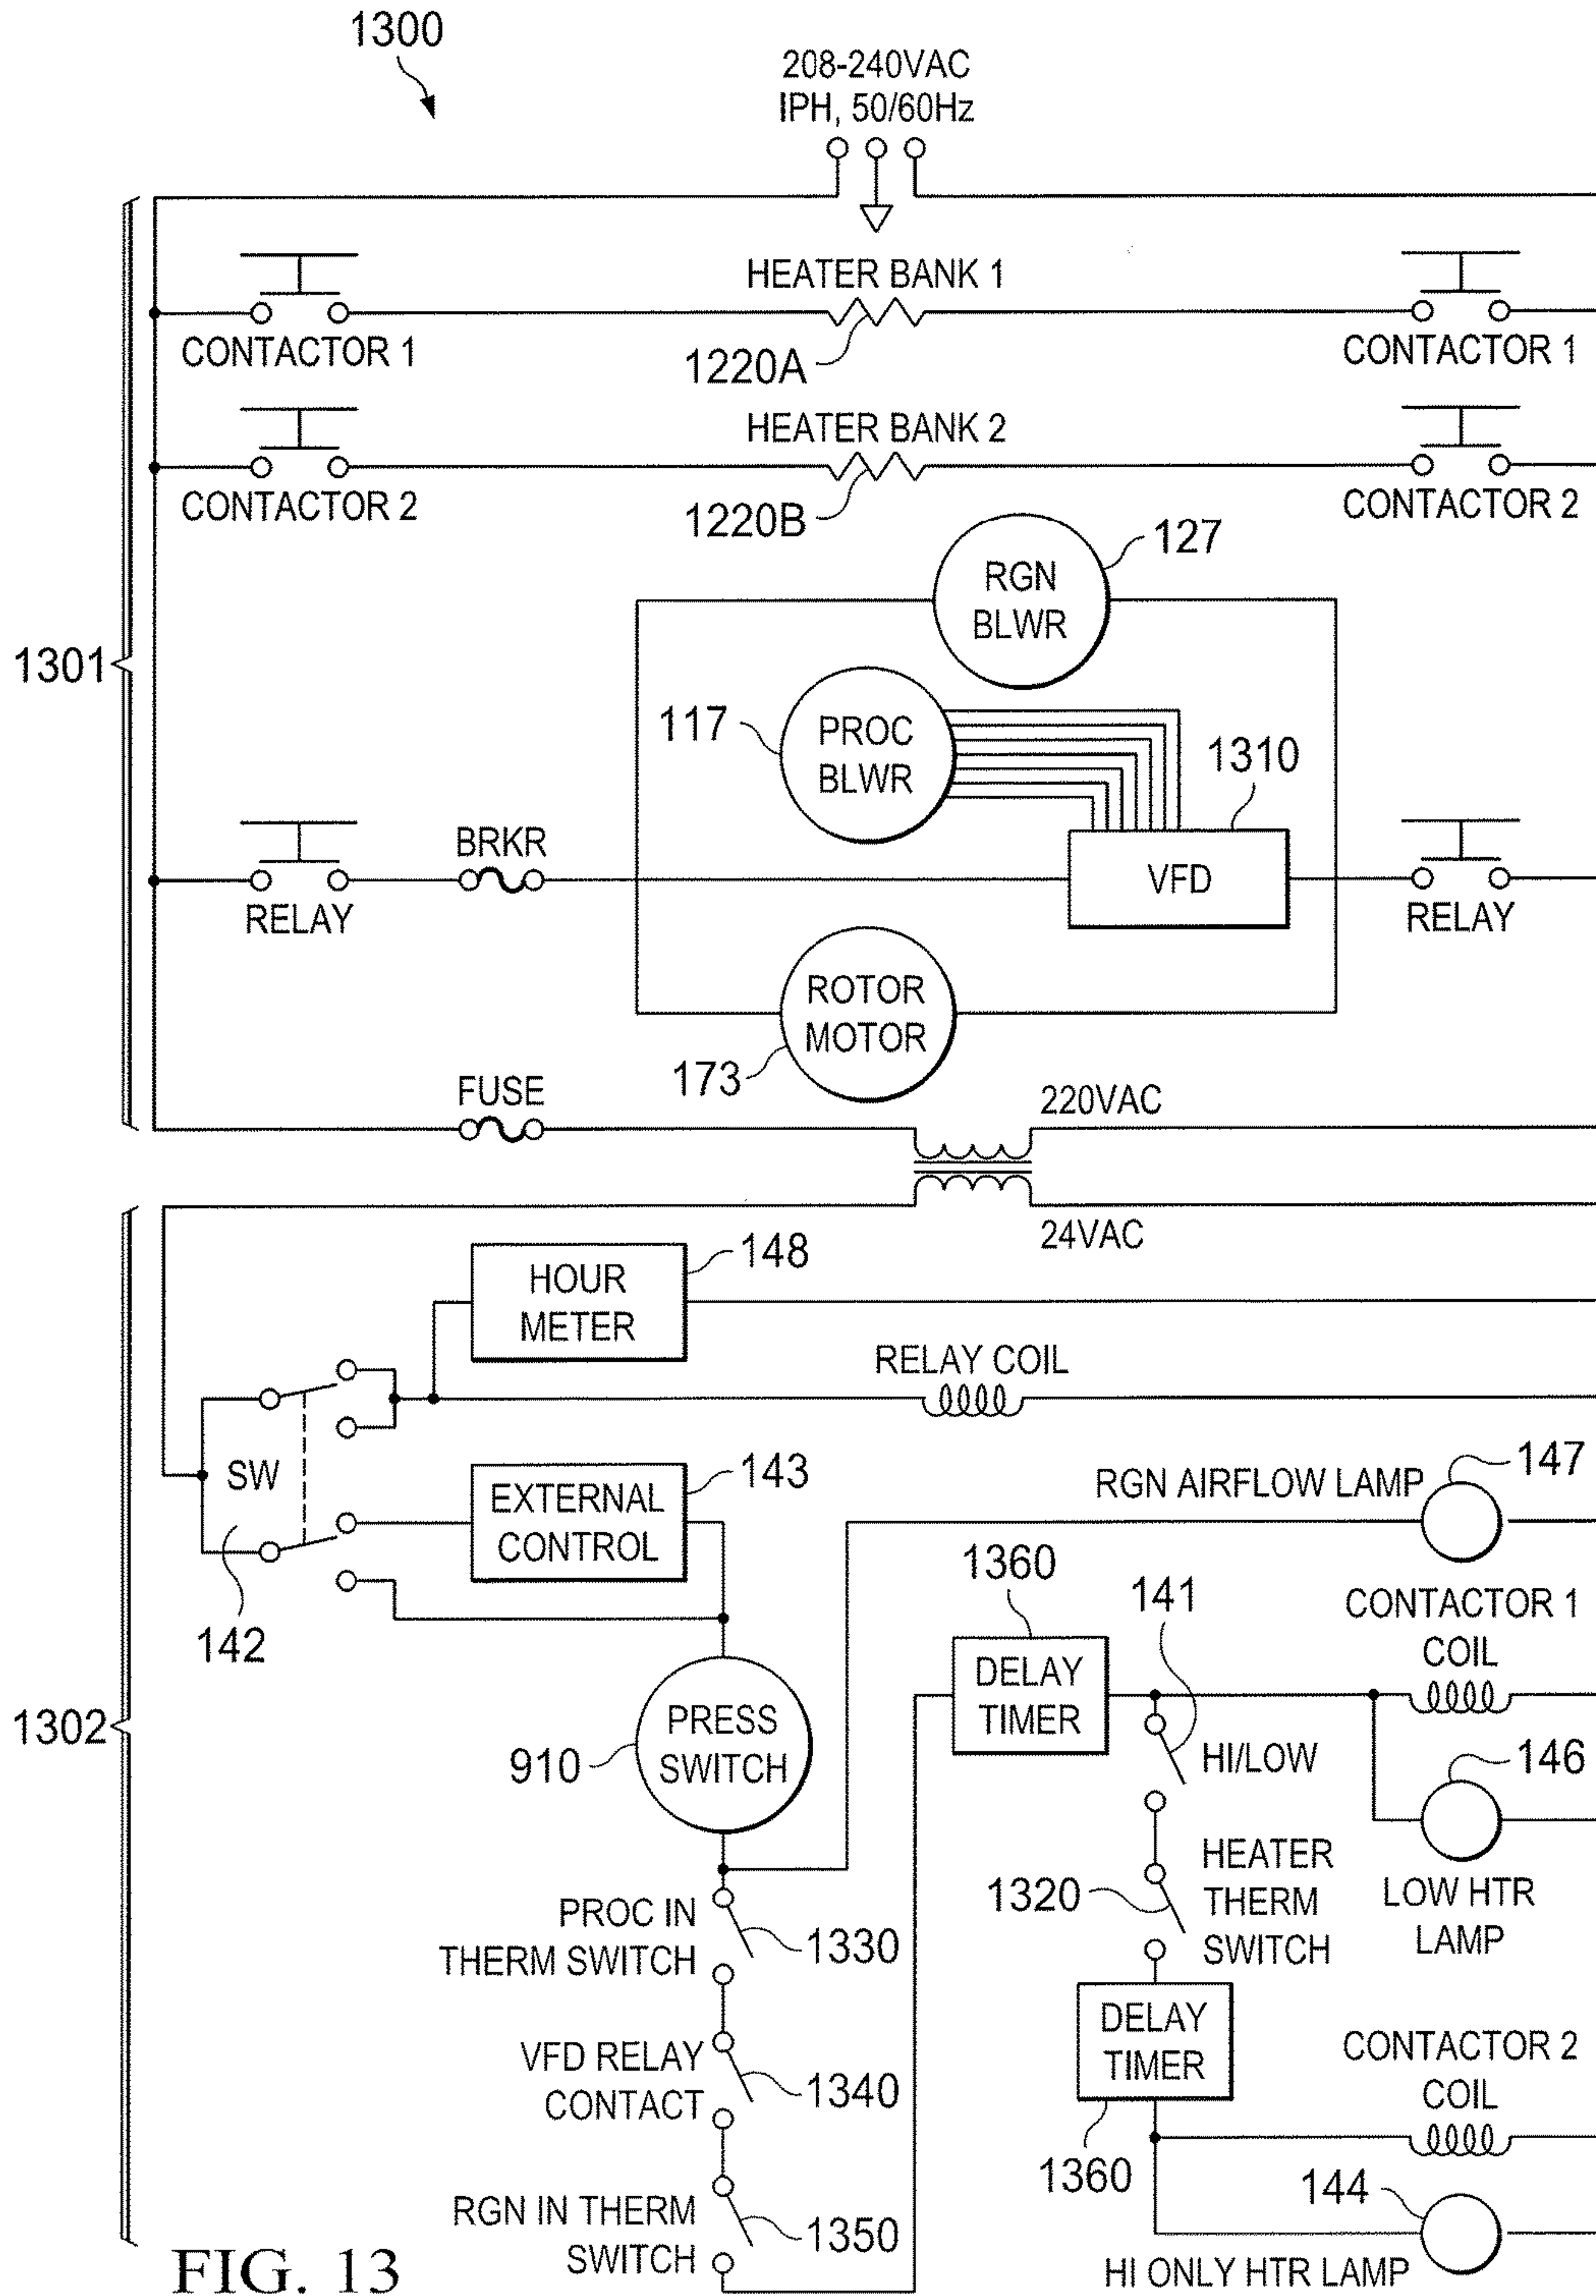 1300
208-240VAC
IPH, 50/60Hz
HEATER BANK 1
CONTACTOR 1
1220A
CONTACTOR 1
HEATER BANK 2
CONTACTOR 2
1220B
CONTACTOR 2
127
RGN
BLWR
1301
117
PROC
BLWR
1310
BRKR
VFD
RELAY
RELAY
ROTOR
MOTOR
173
FUSE
220VAC
24VAC
148
HOUR
METER
RELAY COIL
SW
143
EXTERNAL
CONTROL
142
RGN AIRFLOW LAMP
147
1360
141
CONTACTOR 1
COIL
DELAY
TIMER
1302
PRESS
SWITCH
910
HI/LOW
146
HEATER
THERM
SWITCH
1320
LOW HTR
LAMP
PROC IN
THERM SWITCH
1330
DELAY
TIMER
VFD RELAY
CONTACT
1340
CONTACTOR 2
COIL
1360
144
RGN IN THERM
SWITCH
1350
HI ONLY HTR LAMP
FIG. 13